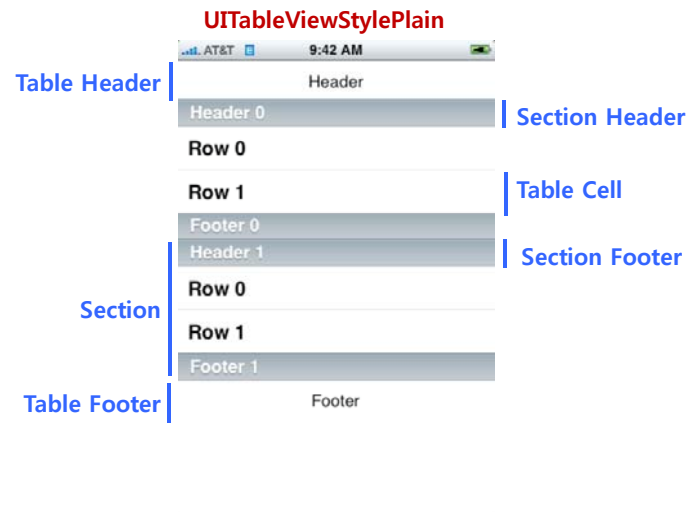 UITableViewStylePlain
AT&T 9:42 AM
Table Header
Header
Header 0
Section Header
Row 0
Row 1
Table Cell
Footer 0
Header 1
Section Footer
Row 0
Section
Row 1
Footer 1
Table Footer
Footer